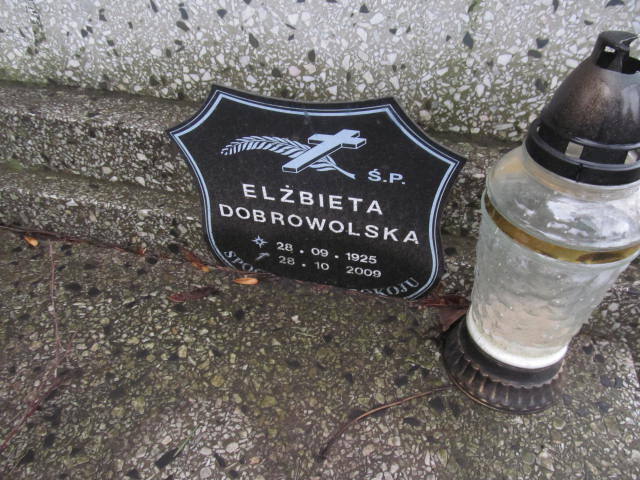 Ś.P.
ELŻBIETA
DOBROWOLSKA
28 · 09 · 1925
28 · 10 · 2009